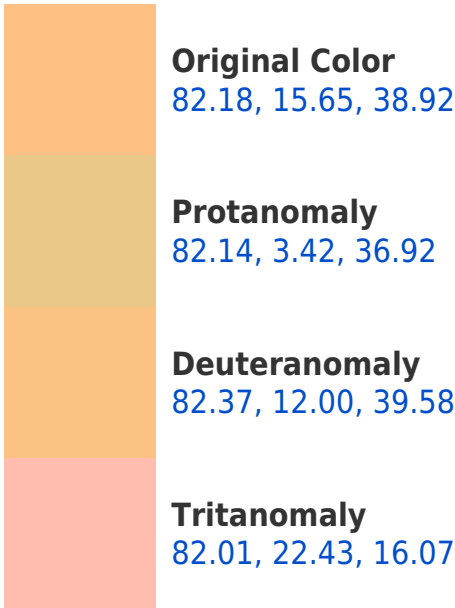 Original Color
82.18, 15.65, 38.92
Protanomaly
82.14, 3.42, 36.92
Deuteranomaly
82.37, 12.00, 39.58
Tritanomaly
82.01, 22.43, 16.07